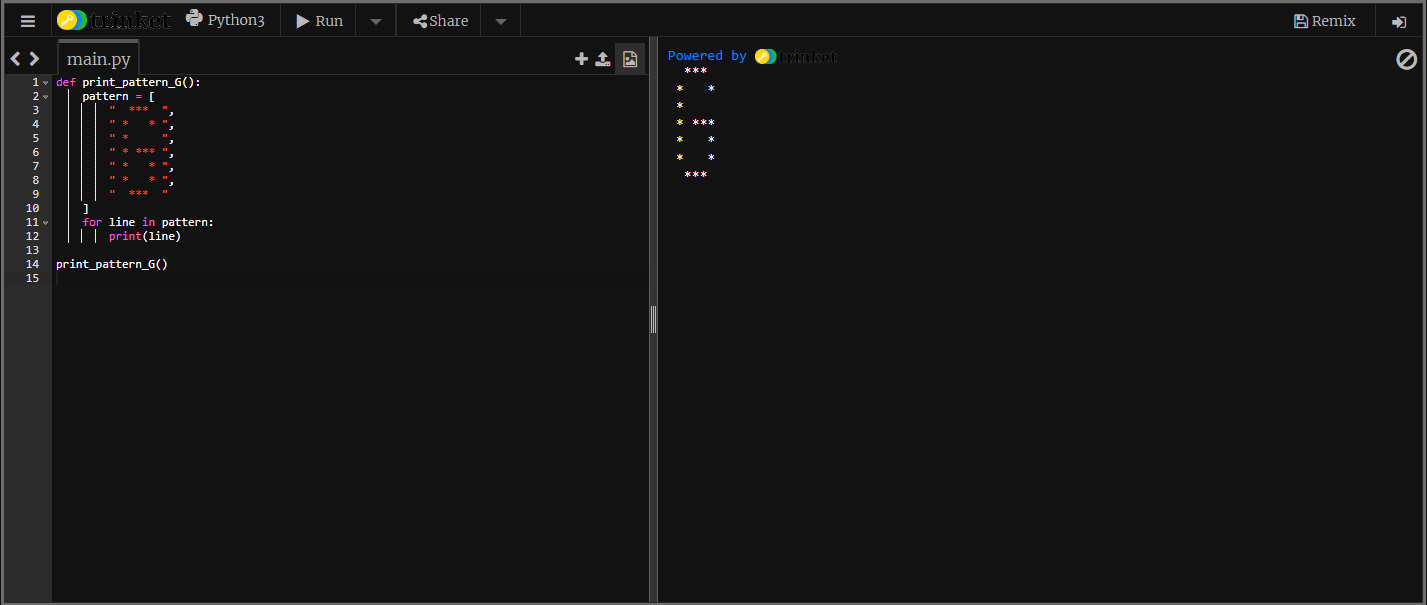 trinket Python3 Run Share Remix
main.py
1 def print_pattern_G():
2     pattern = [
3         "  ***  ",
4         " *   * ",
5         " *     ",
6         " * *** ",
7         " *   * ",
8         " *   * ",
9         "  ***  "
10     ]
11     for line in pattern:
12         print(line)
13
14 print_pattern_G()
15
Powered by trinket
  ***
 *   *
 *
 * ***
 *   *
 *   *
  ***